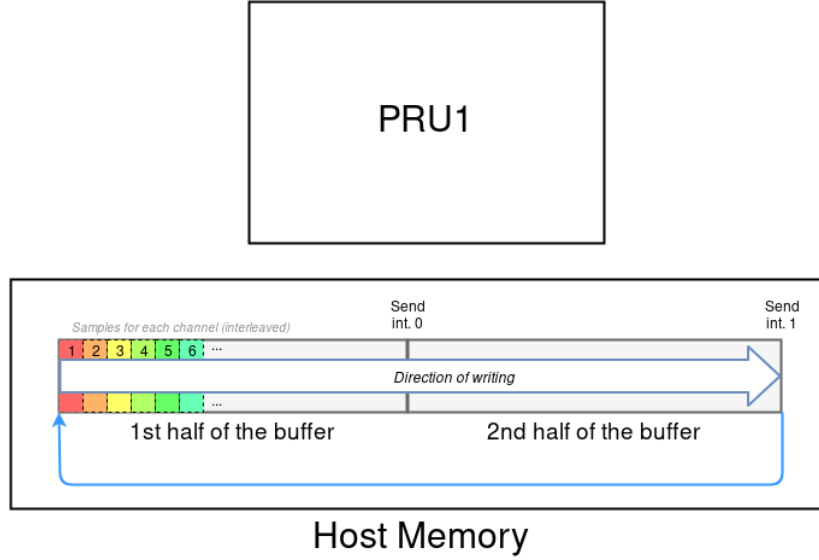 PRU1
Send
int. 0
Send
int. 1
Samples for each channel (interleaved)
1 2 3 4 5 6 ...
Direction of writing
...
1st half of the buffer
2nd half of the buffer
Host Memory